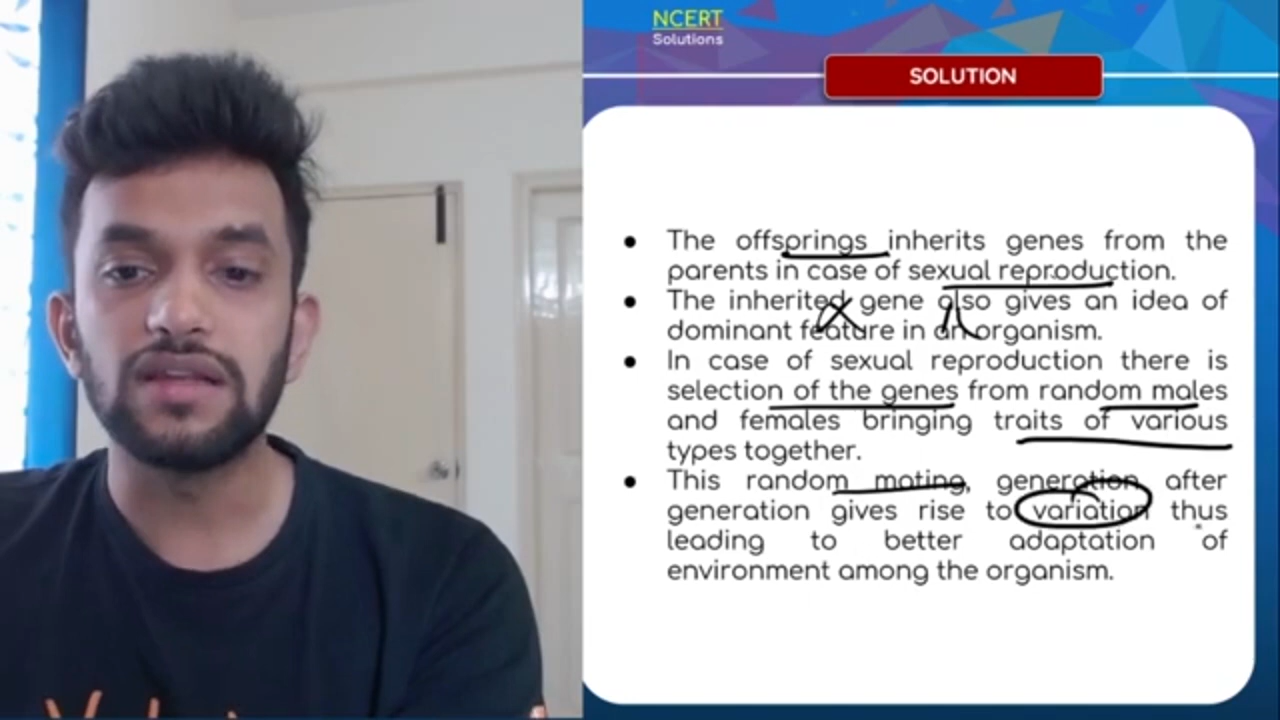 NCERT
Solutions
SOLUTION
● The offsprings inherits genes from the
parents in case of sexual reproduction.
● The inherited gene also gives an idea of
dominant feature in an organism.
● In case of sexual reproduction there is
selection of the genes from random males
and females bringing traits of various
types together.
● This random mating, generation after
generation gives rise to variation thus
leading to better adaptation of
environment among the organism.